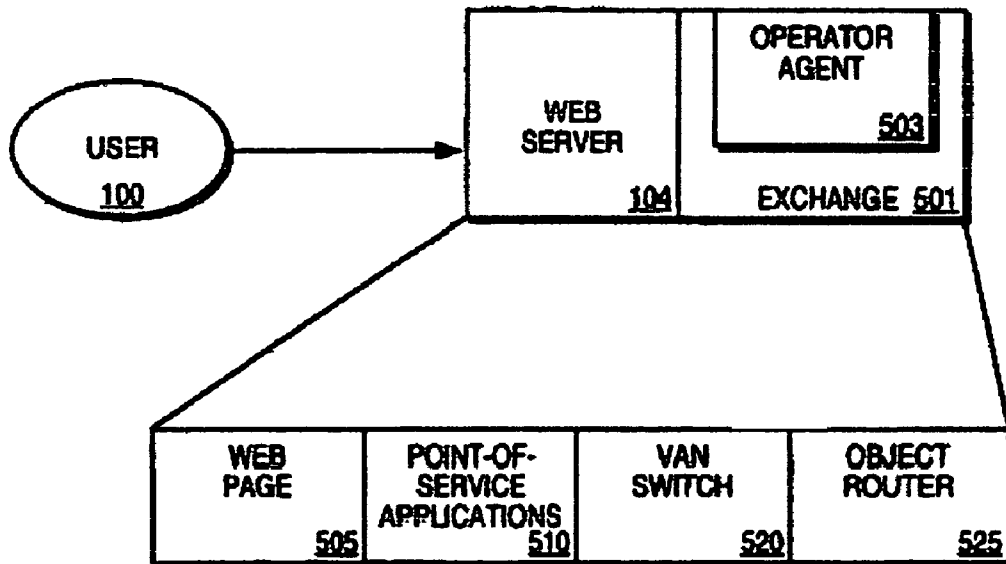 USER
100
WEB
SERVER
104
OPERATOR
AGENT
503
EXCHANGE 501
WEB
PAGE
505
POINT-OF-
SERVICE
APPLICATIONS
510
VAN
SWITCH
520
OBJECT
ROUTER
525